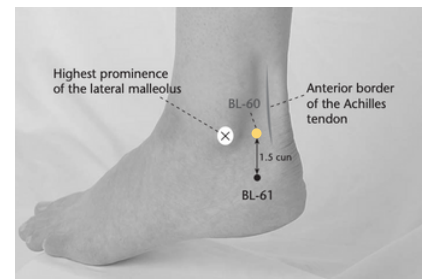 Highest prominence
of the lateral malleolus
BL-60
Anterior border
of the Achilles
tendon
1.5 cun
BL-61